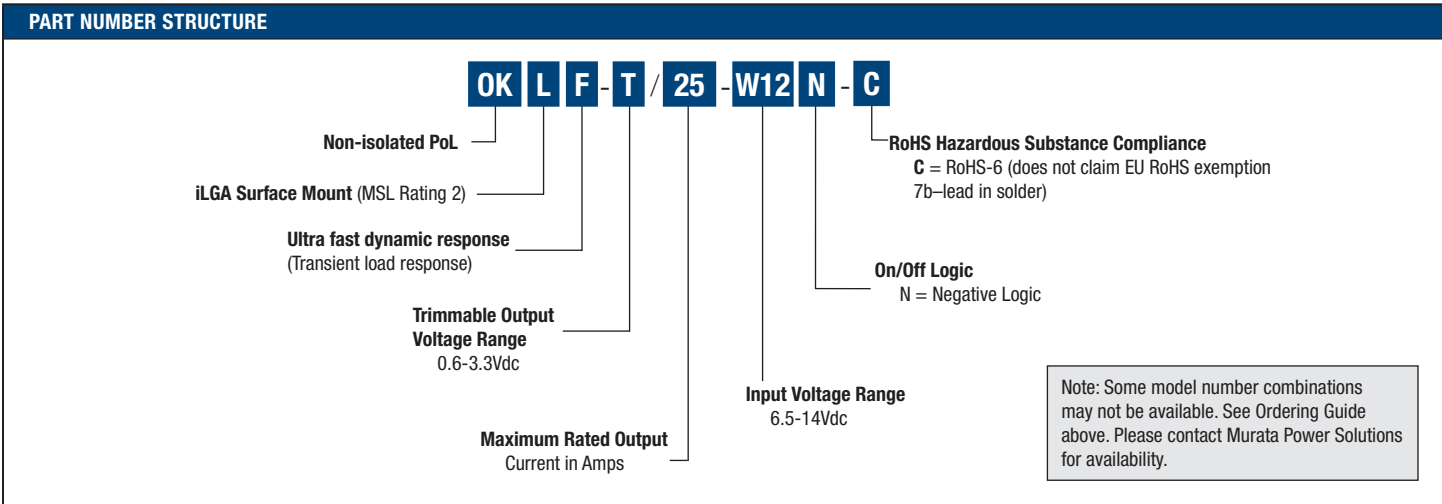 PART NUMBER STRUCTURE
OK L F - T / 25 - W12 N - C
Non-isolated PoL
iLGA Surface Mount (MSL Rating 2)
Ultra fast dynamic response
(Transient load response)
Trimmable Output
Voltage Range
0.6-3.3Vdc
Maximum Rated Output
Current in Amps
RoHS Hazardous Substance Compliance
C = RoHS-6 (does not claim EU RoHS exemption
7b–lead in solder)
On/Off Logic
N = Negative Logic
Input Voltage Range
6.5-14Vdc
Note: Some model number combinations
may not be available. See Ordering Guide
above. Please contact Murata Power Solutions
for availability.